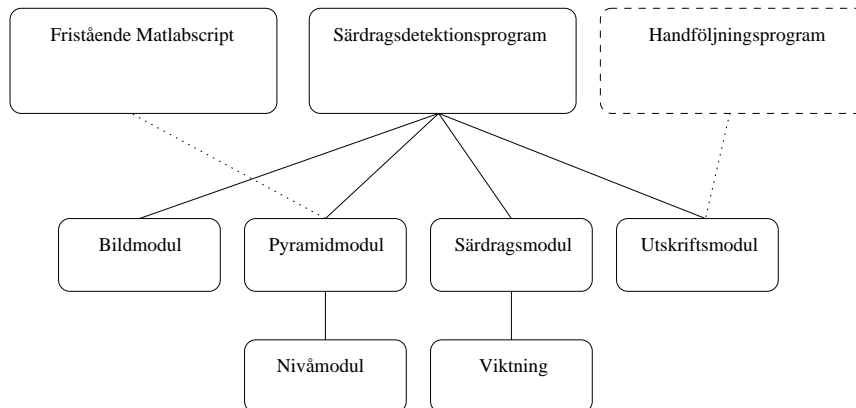 Fristående Matlabscript
Särdragsdetektionsprogram
Handföljningsprogram
Bildmodul
Pyramidmodul
Särdragsmodul
Utskriftsmodul
Nivåmodul
Viktning